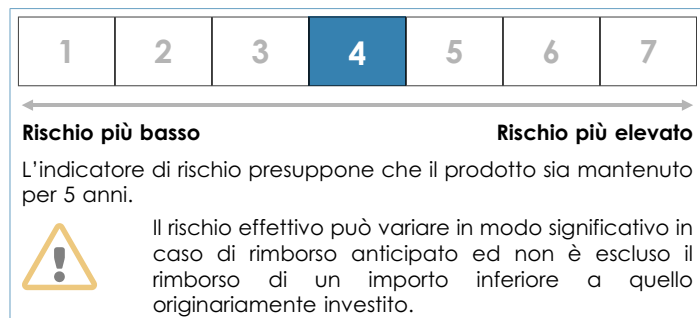 1 2 3 4 5 6 7
Rischio più basso Rischio più elevato
L'indicatore di rischio presuppone che il prodotto sia mantenuto
per 5 anni.
Il rischio effettivo può variare in modo significativo in
caso di rimborso anticipato ed non è escluso il
rimborso di un importo inferiore a quello
originariamente investito.